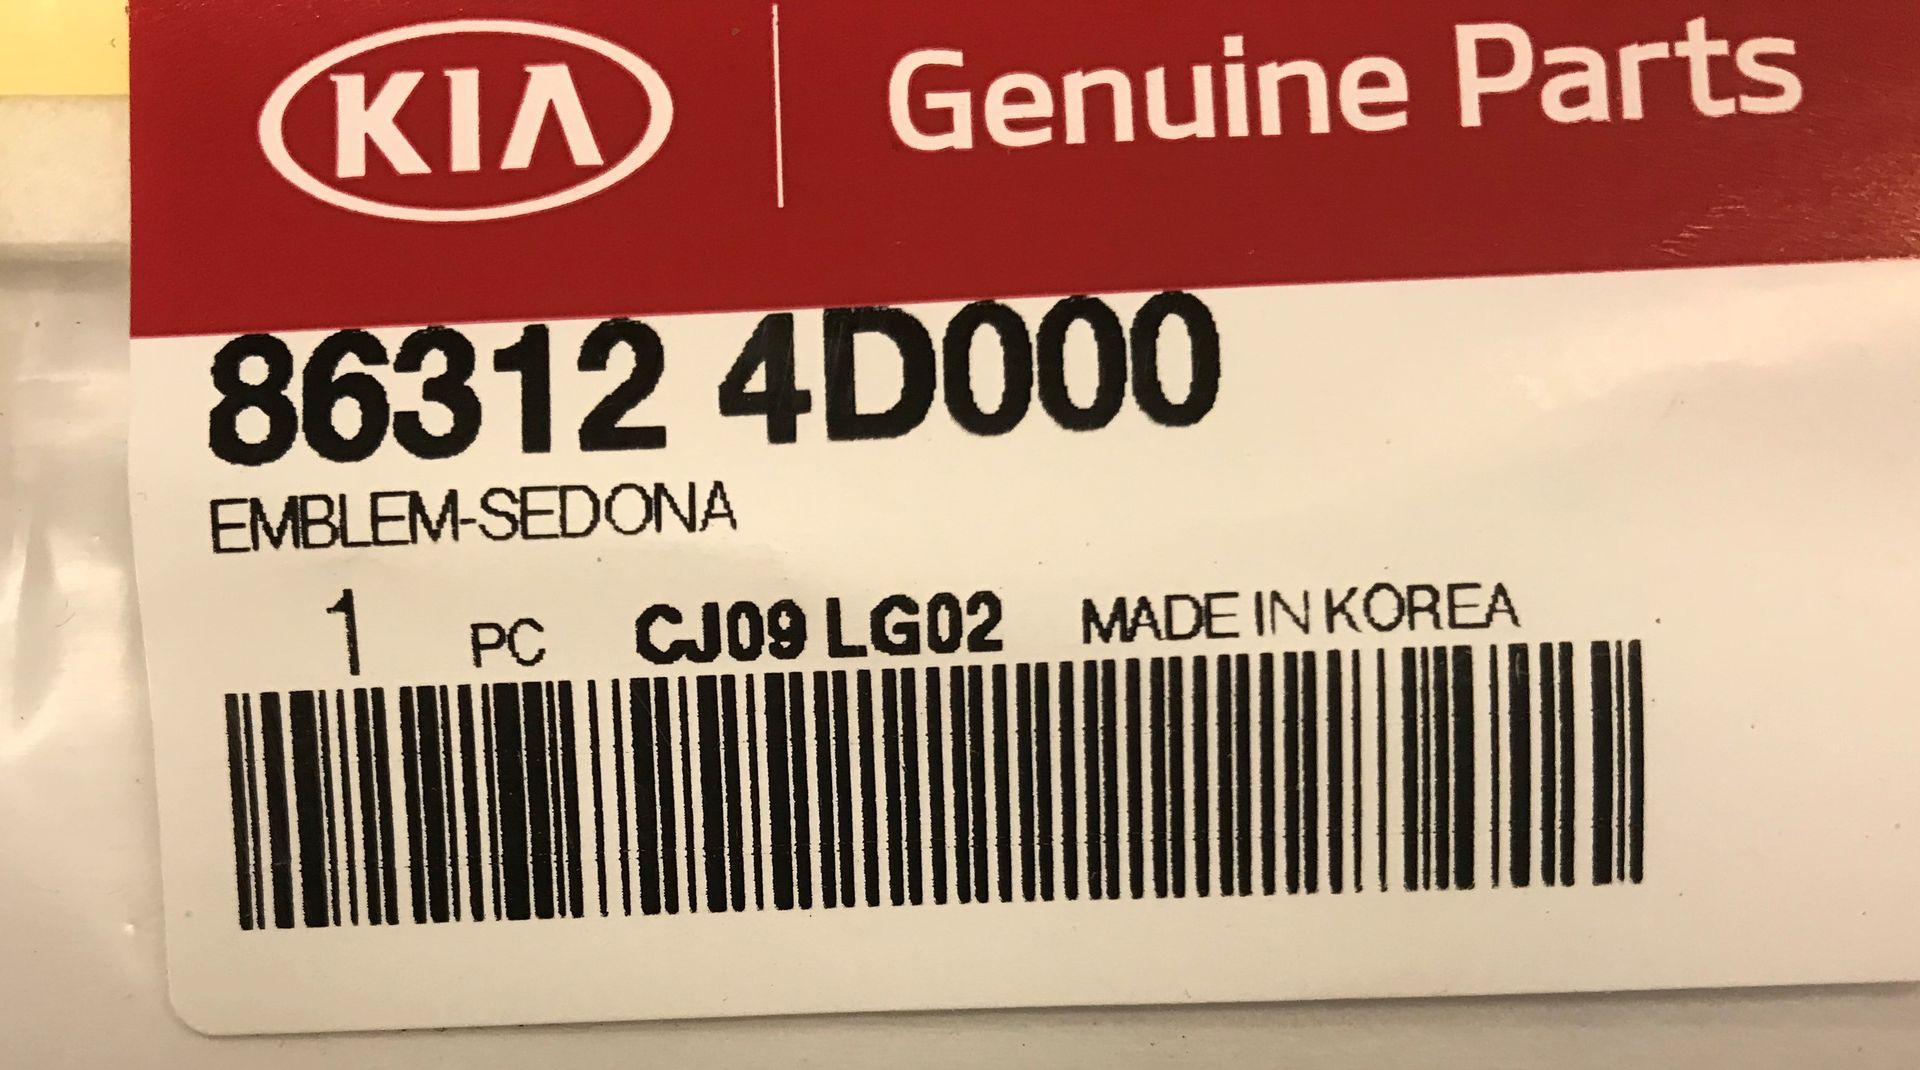 KIA Genuine Parts
86312 4D000
EMBLEM-SEDONA
1 PC CJ09 LG02 MADE IN KOREA